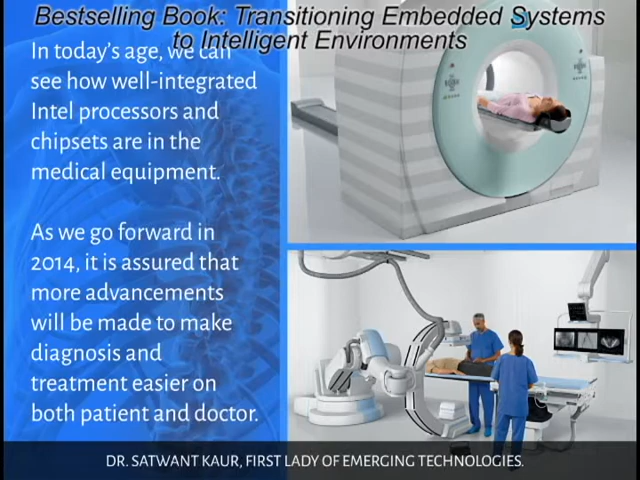 Bestselling Book: Transitioning Embedded Systems
to Intelligent Environments
In today's age, we can
see how well-integrated
Intel processors and
chipsets are in the
medical equipment.
As we go forward in
2014, it is assured that
more advancements
will be made to make
diagnosis and
treatment easier on
both patient and doctor.
DR. SATWANT KAUR, FIRST LADY OF EMERGING TECHNOLOGIES.